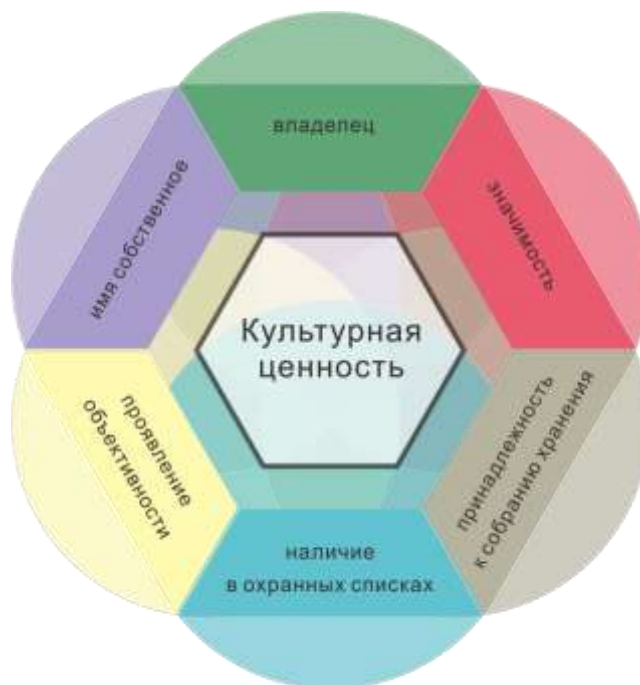 владелец
значимость
принадлежность
к собранию хранения
наличие
в охранных списках
проявление
объективности
имя собственное
Культурная
ценность